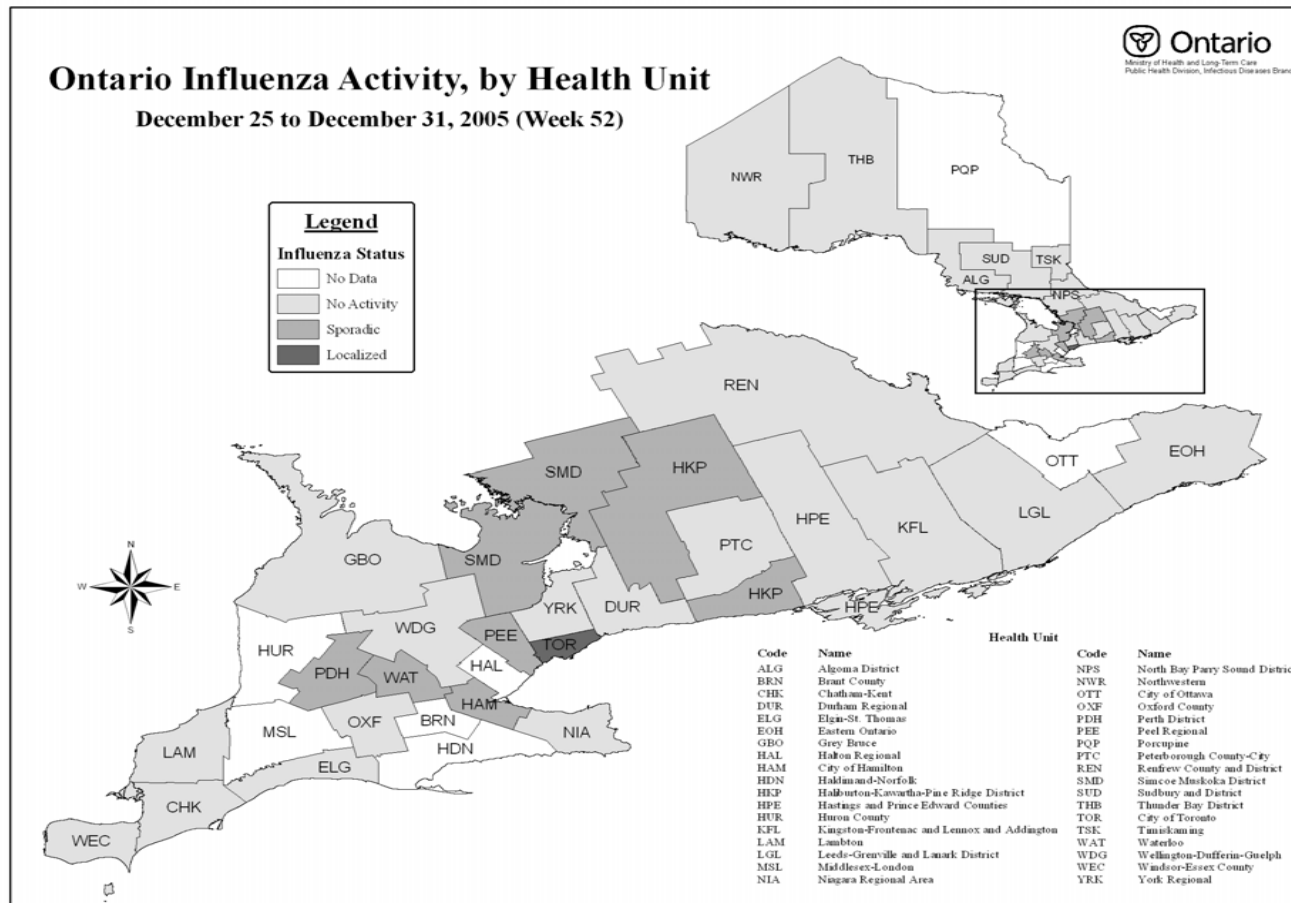 Ontario
Ministry of Health and Long-Term Care
Public Health Division, Infectious Diseases Branc
Ontario Influenza Activity, by Health Unit
December 25 to December 31, 2005 (Week 52)
Legend
Influenza Status
No Data
No Activity
Sporadic
Localized
NWR
THB
PQP
SUD
TSK
ALG
NPS
REN
SMD
HKP
OTT
EOH
HPE
KFL
LGL
PTC
GBO
SMD
HKP
YRK
DUR
HPE
WDG
PEE
TOR
HUR
HAL
PDH
WAT
HAM
OXF
BRN
MSL
NIA
LAM
HDN
ELG
CHK
WEC
N
W
E
S
Health Unit
Code Name Code Name
ALG Algoma District NPS North Bay Parry Sound Distric
BRN Brant County NWR Northwestern
CHK Chatham-Kent OTT City of Ottawa
DUR Durham Regional OXF Oxford County
ELG Elgin-St. Thomas PDH Perth District
EOH Eastern Ontario PEE Peel Regional
GBO Grey Bruce PQP Porcupine
HAL Halton Regional PTC Peterborough County-City
HAM City of Hamilton REN Renfrew County and District
HDN Haldimand-Norfolk SMD Simcoe Muskoka District
HKP Haliburton-Kawartha-Pine Ridge District SUD Sudbury and District
HPE Hastings and Prince Edward Counties THB Thunder Bay District
HUR Huron County TOR City of Toronto
KFL Kingston-Frontenac and Lennox and Addington TSK Timiskaming
LAM Lambton WAT Waterloo
LGL Leeds-Grenville and Lanark District WDG Wellington-Dufferin-Guelph
MSL Middlesex-London WEC Windsor-Essex County
NIA Niagara Regional Area YRK York Regional